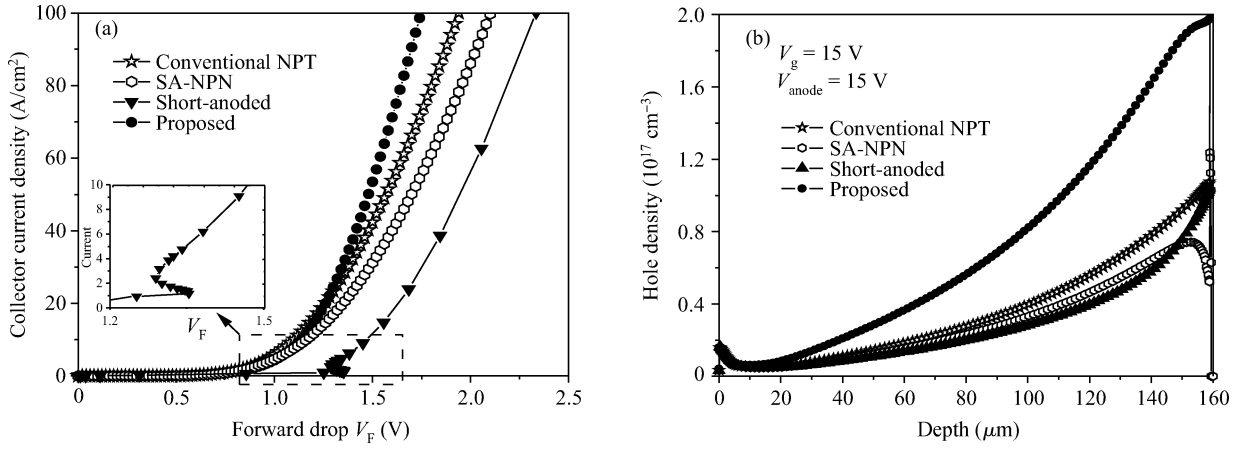 (a)
Conventional NPT
SA-NPN
Short-anoded
Proposed
Collector current density (A/cm²)
100
80
60
40
20
0
0
0.5
1.0
1.5
2.0
2.5
Forward drop V_F (V)
Current
10
8
6
4
2
0
1.2
1.5
V_F
(b)
V_g = 15 V
V_anode = 15 V
Conventional NPT
SA-NPN
Short-anoded
Proposed
Hole density (10¹⁷ cm⁻³)
2.0
1.6
1.2
0.8
0.4
0
0
20
40
60
80
100
120
140
160
Depth (μm)